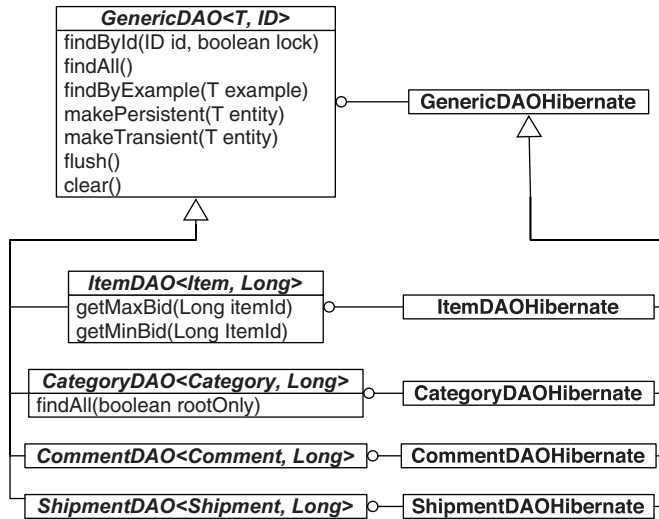 GenericDAO<T, ID>
findById(ID id, boolean lock)
findAll()
findByExample(T example)
makePersistent(T entity)
makeTransient(T entity)
flush()
clear()
GenericDAOHibernate
ItemDAO<Item, Long>
getMaxBid(Long itemId)
getMinBid(Long ItemId)
ItemDAOHibernate
CategoryDAO<Category, Long>
findAll(boolean rootOnly)
CategoryDAOHibernate
CommentDAO<Comment, Long>
CommentDAOHibernate
ShipmentDAO<Shipment, Long>
ShipmentDAOHibernate